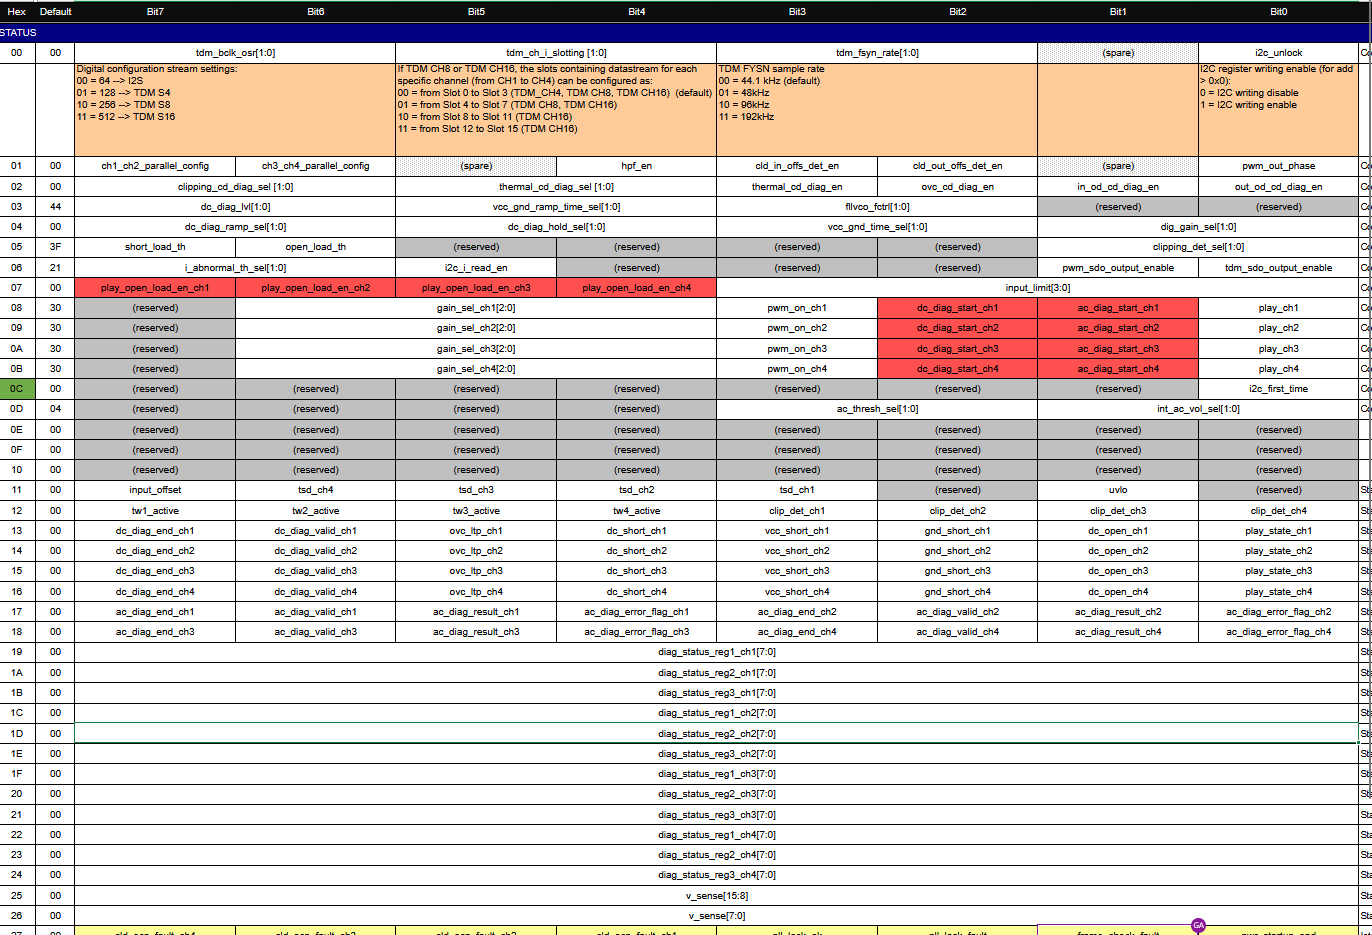 Hex Default Bit7 Bit6 Bit5 Bit4 Bit3 Bit2 Bit1 Bit0
STATUS
00 00 tdm_bclk_osr[1:0] tdm_ch_i_slotting [1:0] tdm_fsyn_rate[1:0] (spare) i2c_unlock
Digital configuration stream settings:
00 = 64 --> I2S
01 = 128 --> TDM S4
10 = 256 --> TDM S8
11 = 512 --> TDM S16
If TDM CH8 or TDM CH16, the slots containing datastream for each
specific channel (from CH1 to CH4) can be configured as:
00 = from Slot 0 to Slot 3 (TDM_CH4, TDM CH8, TDM CH16) (default)
01 = from Slot 4 to Slot 7 (TDM CH8, TDM CH16)
10 = from Slot 8 to Slot 11 (TDM CH16)
11 = from Slot 12 to Slot 15 (TDM CH16)
TDM FYSN sample rate
00 = 44.1 kHz (default)
01 = 48kHz
10 = 96kHz
11 = 192kHz
I2C register writing enable (for add
> 0x0):
0 = I2C writing disable
1 = I2C writing enable
01 00 ch1_ch2_parallel_config ch3_ch4_parallel_config (spare) hpf_en cld_in_offs_det_en cld_out_offs_det_en (spare) pwm_out_phase
02 00 clipping_cd_diag_sel [1:0] thermal_cd_diag_sel [1:0] thermal_cd_diag_en ovc_cd_diag_en in_od_cd_diag_en out_od_cd_diag_en
03 44 dc_diag_lvl[1:0] vcc_gnd_ramp_time_sel[1:0] fllvco_fctrl[1:0] (reserved) (reserved)
04 00 dc_diag_ramp_sel[1:0] dc_diag_hold_sel[1:0] vcc_gnd_time_sel[1:0] dig_gain_sel[1:0]
05 3F short_load_th open_load_th (reserved) (reserved) (reserved) (reserved) clipping_det_sel[1:0]
06 21 i_abnormal_th_sel[1:0] i2c_i_read_en (reserved) (reserved) (reserved) pwm_sdo_output_enable tdm_sdo_output_enable
07 00 play_open_load_en_ch1 play_open_load_en_ch2 play_open_load_en_ch3 play_open_load_en_ch4 input_limit[3:0]
08 30 (reserved) gain_sel_ch1[2:0] pwm_on_ch1 dc_diag_start_ch1 ac_diag_start_ch1 play_ch1
09 30 (reserved) gain_sel_ch2[2:0] pwm_on_ch2 dc_diag_start_ch2 ac_diag_start_ch2 play_ch2
0A 30 (reserved) gain_sel_ch3[2:0] pwm_on_ch3 dc_diag_start_ch3 ac_diag_start_ch3 play_ch3
0B 30 (reserved) gain_sel_ch4[2:0] pwm_on_ch4 dc_diag_start_ch4 ac_diag_start_ch4 play_ch4
0C 00 (reserved) (reserved) (reserved) (reserved) (reserved) (reserved) (reserved) i2c_first_time
0D 04 (reserved) (reserved) (reserved) (reserved) ac_thresh_sel[1:0] int_ac_vol_sel[1:0]
0E 00 (reserved) (reserved) (reserved) (reserved) (reserved) (reserved) (reserved) (reserved)
0F 00 (reserved) (reserved) (reserved) (reserved) (reserved) (reserved) (reserved) (reserved)
10 00 (reserved) (reserved) (reserved) (reserved) (reserved) (reserved) (reserved) (reserved)
11 00 input_offset tsd_ch4 tsd_ch3 tsd_ch2 tsd_ch1 (reserved) uvlo (reserved)
12 00 tw1_active tw2_active tw3_active tw4_active clip_det_ch1 clip_det_ch2 clip_det_ch3 clip_det_ch4
13 00 dc_diag_end_ch1 dc_diag_valid_ch1 ovc_ltp_ch1 dc_short_ch1 vcc_short_ch1 gnd_short_ch1 dc_open_ch1 play_state_ch1
14 00 dc_diag_end_ch2 dc_diag_valid_ch2 ovc_ltp_ch2 dc_short_ch2 vcc_short_ch2 gnd_short_ch2 dc_open_ch2 play_state_ch2
15 00 dc_diag_end_ch3 dc_diag_valid_ch3 ovc_ltp_ch3 dc_short_ch3 vcc_short_ch3 gnd_short_ch3 dc_open_ch3 play_state_ch3
16 00 dc_diag_end_ch4 dc_diag_valid_ch4 ovc_ltp_ch4 dc_short_ch4 vcc_short_ch4 gnd_short_ch4 dc_open_ch4 play_state_ch4
17 00 ac_diag_end_ch1 ac_diag_valid_ch1 ac_diag_result_ch1 ac_diag_error_flag_ch1 ac_diag_end_ch2 ac_diag_valid_ch2 ac_diag_result_ch2 ac_diag_error_flag_ch2
18 00 ac_diag_end_ch3 ac_diag_valid_ch3 ac_diag_result_ch3 ac_diag_error_flag_ch3 ac_diag_end_ch4 ac_diag_valid_ch4 ac_diag_result_ch4 ac_diag_error_flag_ch4
19 00 diag_status_reg1_ch1[7:0]
1A 00 diag_status_reg2_ch1[7:0]
1B 00 diag_status_reg3_ch1[7:0]
1C 00 diag_status_reg1_ch2[7:0]
1D 00 diag_status_reg2_ch2[7:0]
1E 00 diag_status_reg3_ch2[7:0]
1F 00 diag_status_reg1_ch3[7:0]
20 00 diag_status_reg2_ch3[7:0]
21 00 diag_status_reg3_ch3[7:0]
22 00 diag_status_reg1_ch4[7:0]
23 00 diag_status_reg2_ch4[7:0]
24 00 diag_status_reg3_ch4[7:0]
25 00 v_sense[15:8]
26 00 v_sense[7:0]
GA